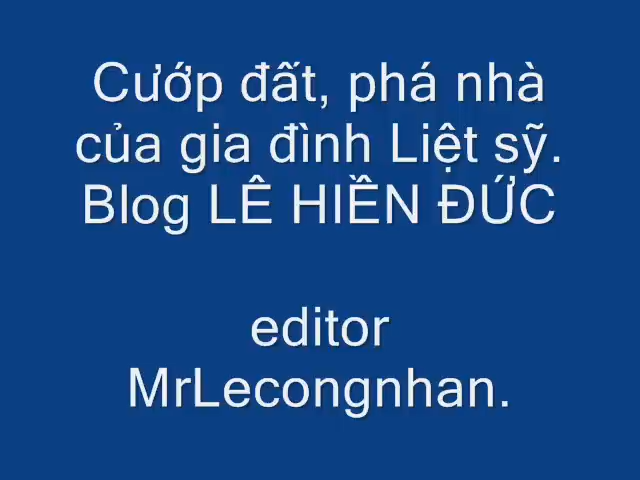 Cướp đất, phá nhà
của gia đình Liệt sỹ.
Blog LÊ HIỀN ĐỨC
editor
MrLecongnhan.